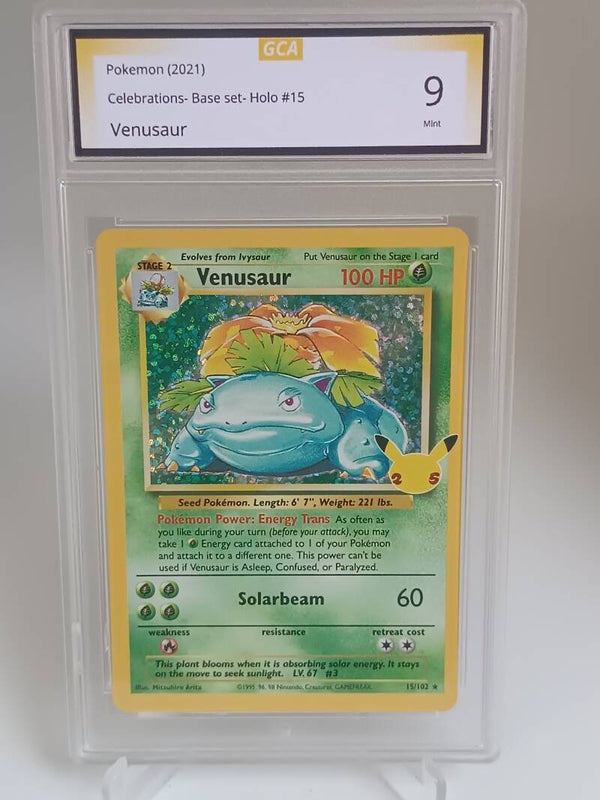 GCA
Pokemon (2021)
Celebrations- Base set- Holo #15
Venusaur
9
Mint
Evolves from Ivysaur
Put Venusaur on the Stage 1 card
STAGE 2
Venusaur
100 HP
25
Seed Pokémon. Length: 6' 7", Weight: 221 lbs.
Pokémon Power: Energy Trans As often as
you like during your turn (before your attack), you may
take 1 Energy card attached to 1 of your Pokémon
and attach it to a different one. This power can't be
used if Venusaur is Asleep, Confused, or Paralyzed.
Solarbeam 60
weakness resistance retreat cost
This plant blooms when it is absorbing solar energy. It stays
on the move to seek sunlight. LV. 67 #3
Illus. Mitsuhiro Arita ©1995, 96, 98 Nintendo, Creatures, GAMEFREAK. 15/102 ★